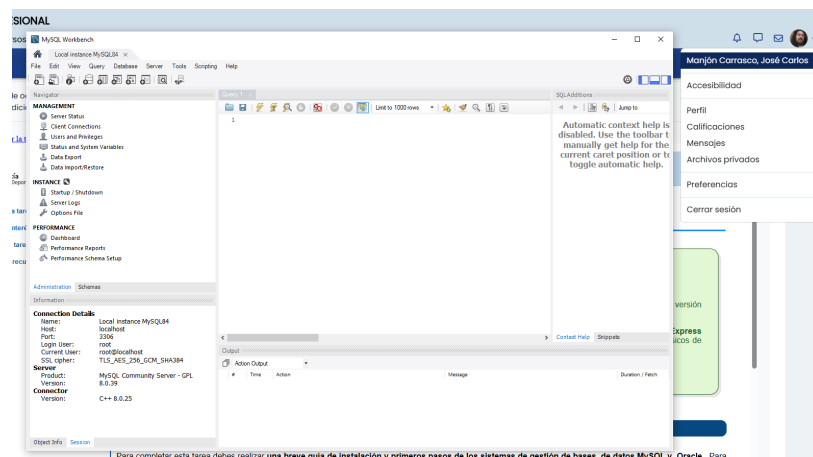 SIONAL
MySQL Workbench
Local instance MySQL84 ×
File Edit View Query Database Server Tools Scripting Help
Manjón Carrasco, José Carlos
Accesibilidad
Perfil
Calificaciones
Mensajes
Archivos privados
Preferencias
Cerrar sesión
Navigator
MANAGEMENT
Server Status
Client Connections
Users and Privileges
Status and System Variables
Data Export
Data Import/Restore
INSTANCE
Startup / Shutdown
Server Logs
Options File
PERFORMANCE
Dashboard
Performance Reports
Performance Schema Setup
Administration Schemas
Query 1
Limit to 1000 rows
1
SQLAdditions
Jump to
Automatic context help is
disabled. Use the toolbar t
manually get help for the
current caret position or to
toggle automatic help.
Context Help Snippets
Information
Connection Details
Name: Local instance MySQL84
Host: localhost
Port: 3306
Login User: root
Current User: root@localhost
SSL cipher: TLS_AES_256_GCM_SHA384
Server
Product: MySQL Community Server - GPL
Version: 8.0.39
Connector
Version: C++ 8.0.25
Object Info Session
Output
Action Output
# Time Action Message Duration / Fetch
versión
Express
icos de
Para completar esta tarea debes realizar una breve guía de instalación y primeros pasos de los sistemas de gestión de bases de datos MySQL y Oracle. Para